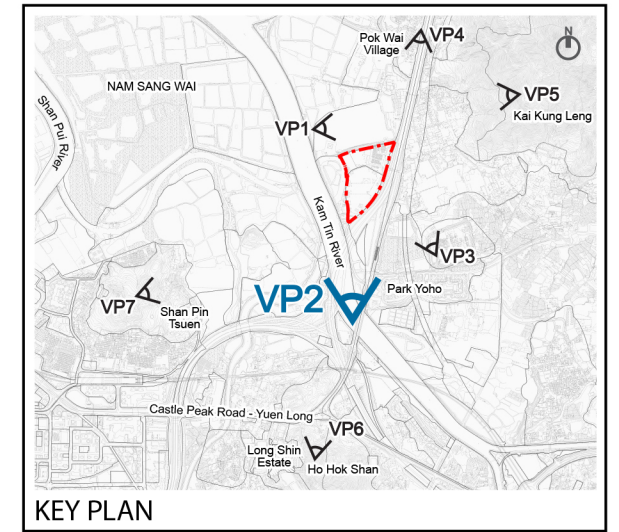 Pok Wai
Village
VP4
N
NAM SANG WAI
VP5
Kai Kung Leng
Shan Pui River
VP1
Kam Tin River
VP3
VP2
Park Yoho
VP7
Shan Pin
Tsuen
Castle Peak Road - Yuen Long
VP6
Long Shin
Estate
Ho Hok Shan
KEY PLAN